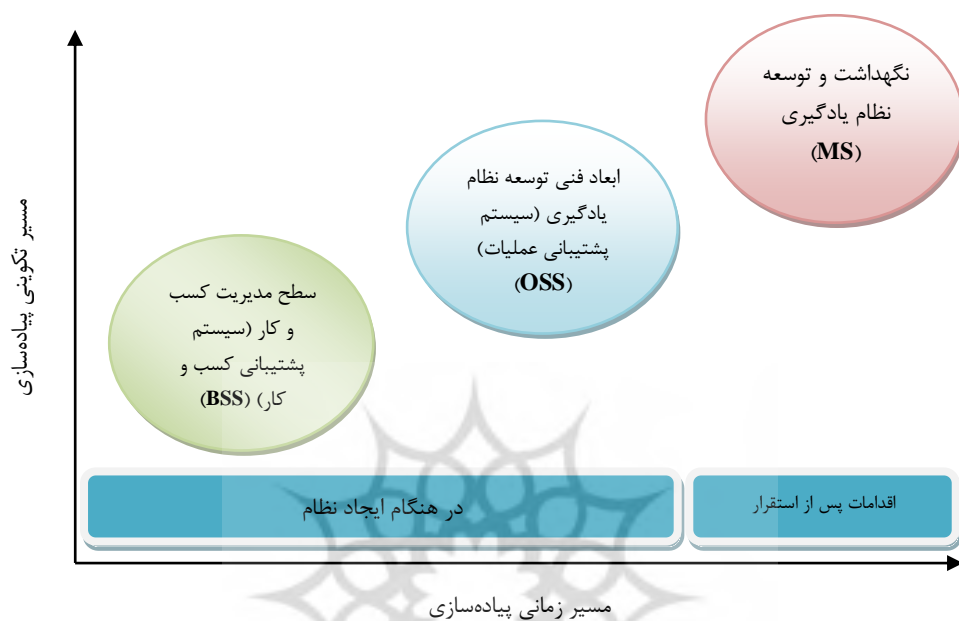 نگهداشت و توسعه
نظام یادگیری
(MS)
ابعاد فنی توسعه نظام
یادگیری (سیستم
پشتیبانی عملیات)
(OSS)
سطح مدیریت کسب
و کار (سیستم
پشتیبانی کسب و
کار) (BSS)
مسیر تکوینی پیاده‌سازی
اقدامات پس از استقرار
در هنگام ایجاد نظام
مسیر زمانی پیاده‌سازی